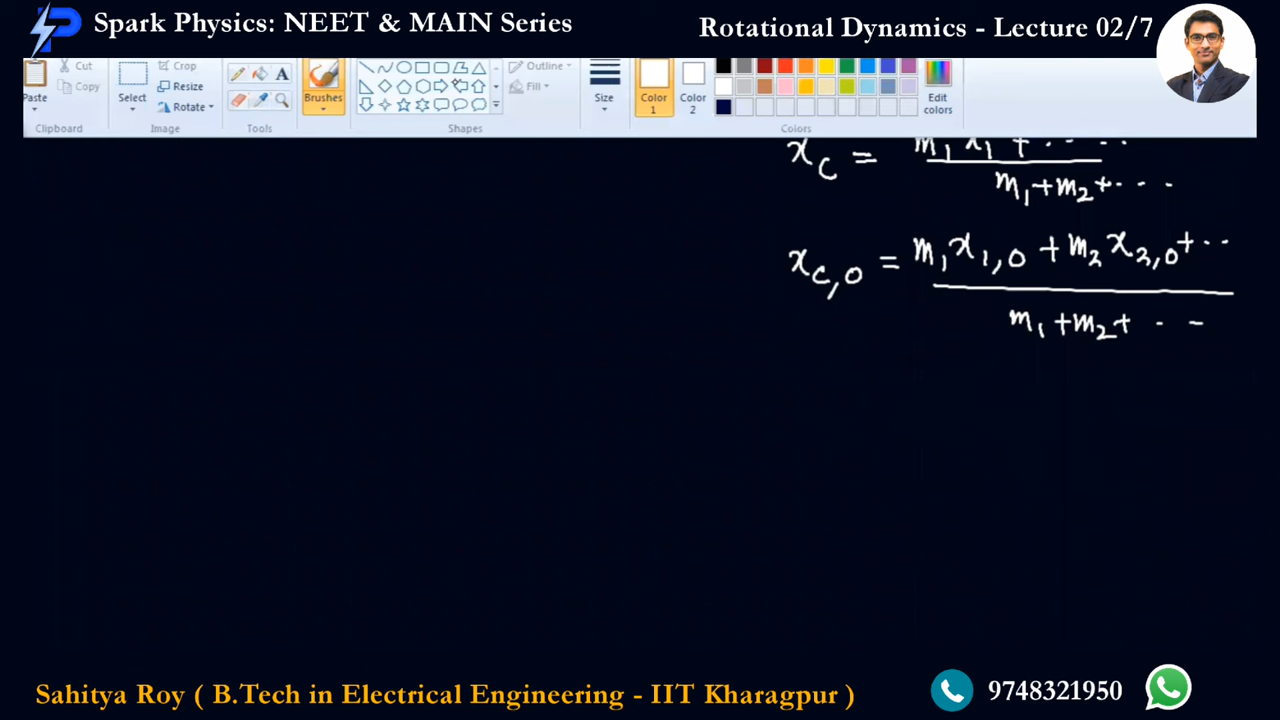 Spark Physics: NEET & MAIN Series
Rotational Dynamics - Lecture 02/7
Cut
Copy
Paste
Clipboard
Select
Crop
Resize
Rotate
Image
Tools
Brushes
Shapes
Outline
Fill
Size
Color 1
Color 2
Edit colors
Colors
x_C = m_1 x_1 + ·· ··
m_1 + m_2 + ·· - ·
x_{C,0} = m_1 x_{1,0} + m_2 x_{2,0} + ··
m_1 + m_2 + · -
Sahitya Roy ( B.Tech in Electrical Engineering - IIT Kharagpur )
9748321950